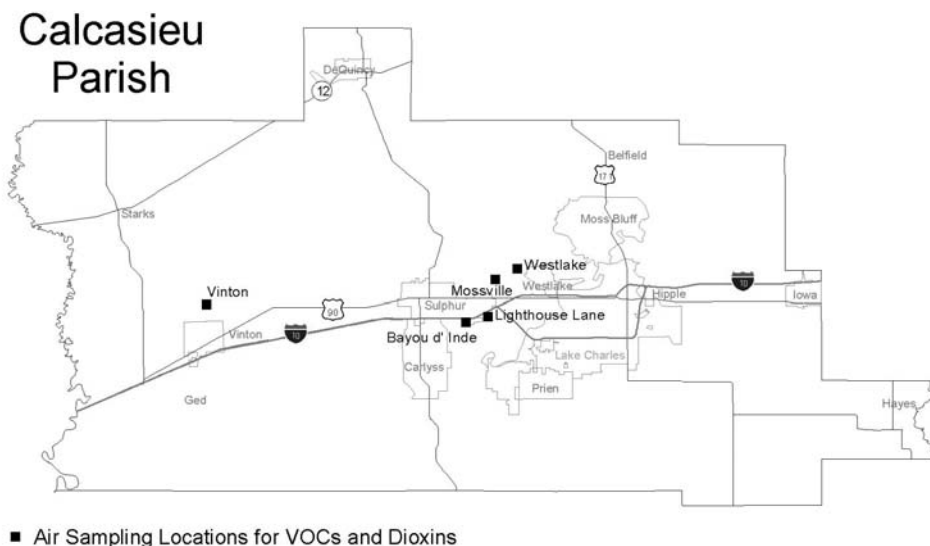 Calcasieu
Parish
DeQuincy
12
Belfield
171
Starks
Moss Bluff
Westlake
Mossville
Westlake
Vinton
10
Hipple
Iowa
90
Sulphur
Lighthouse Lane
Vinton
10
Bayou d' Inde
Lake Charles
Carlyss
Prien
Ged
Hayes
Air Sampling Locations for VOCs and Dioxins